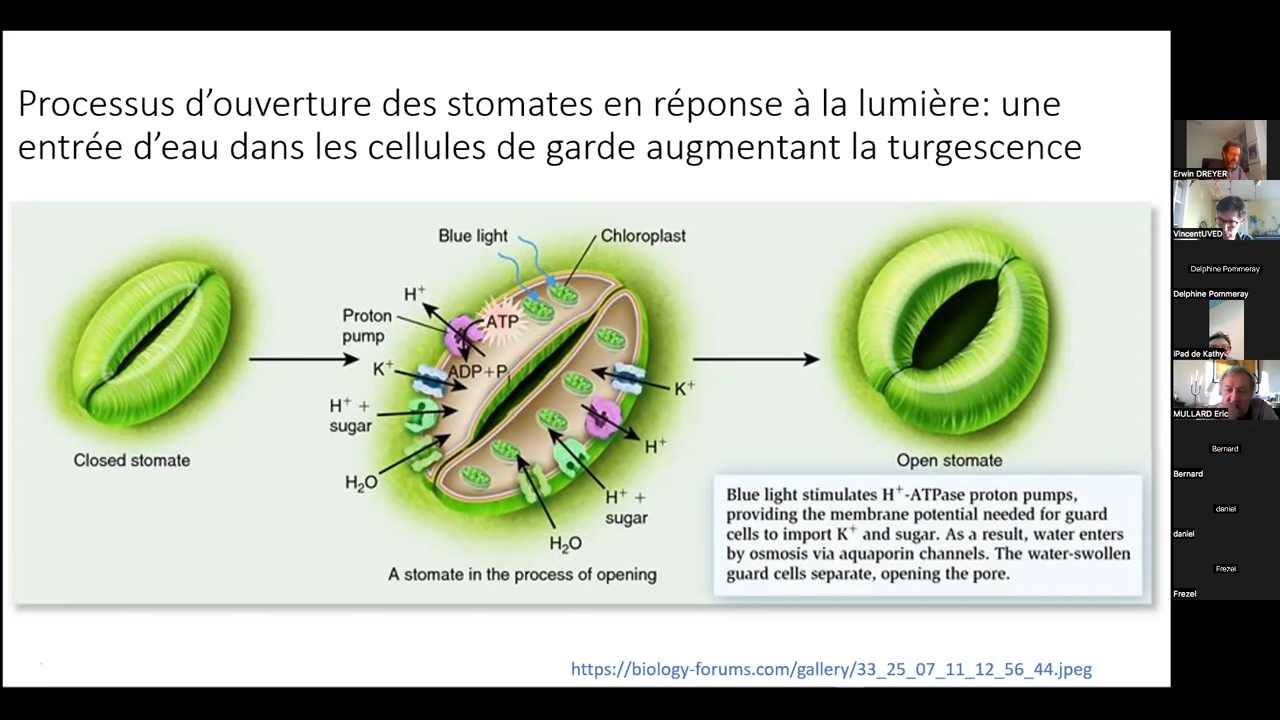 Processus d'ouverture des stomates en réponse à la lumière: une
entrée d'eau dans les cellules de garde augmentant la turgescence
Blue light
Chloroplast
H+
Proton
pump
ATP
K+
ADP+Pi
H+ +
sugar
H2O
K+
H+
H+ +
sugar
H2O
Closed stomate
A stomate in the process of opening
Open stomate
Blue light stimulates H+-ATPase proton pumps,
providing the membrane potential needed for guard
cells to import K+ and sugar. As a result, water enters
by osmosis via aquaporin channels. The water-swollen
guard cells separate, opening the pore.
https://biology-forums.com/gallery/33_25_07_11_12_56_44.jpeg
Erwin DREYER
VincentUVED
Delphine Pommeray
Delphine Pommeray
iPad de Kathy
MULLARD Eric
Bernard
Bernard
daniel
daniel
Frezel
Frezel